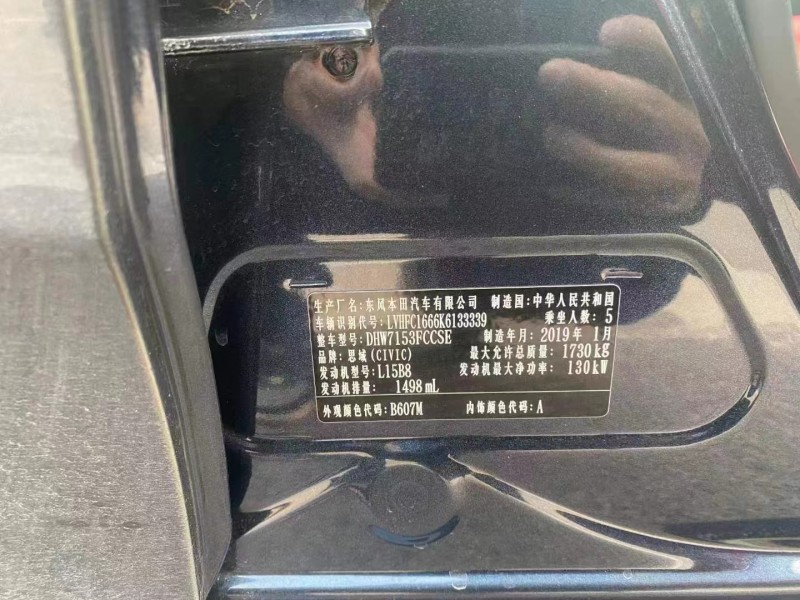 生产厂名:东风本田汽车有限公司 制造国:中华人民共和国
车辆识别代号:LVHFC1666K6133339 乘坐人数:5
整车型号:DHW7153FCCSE 制造年月:2019年 1月
品牌:思域(CIVIC) 最大允许总质量:1730kg
发动机型号:L15B8 发动机最大净功率:130kW
发动机排量: 1498mL
外观颜色代码:B607M 内饰颜色代码:A